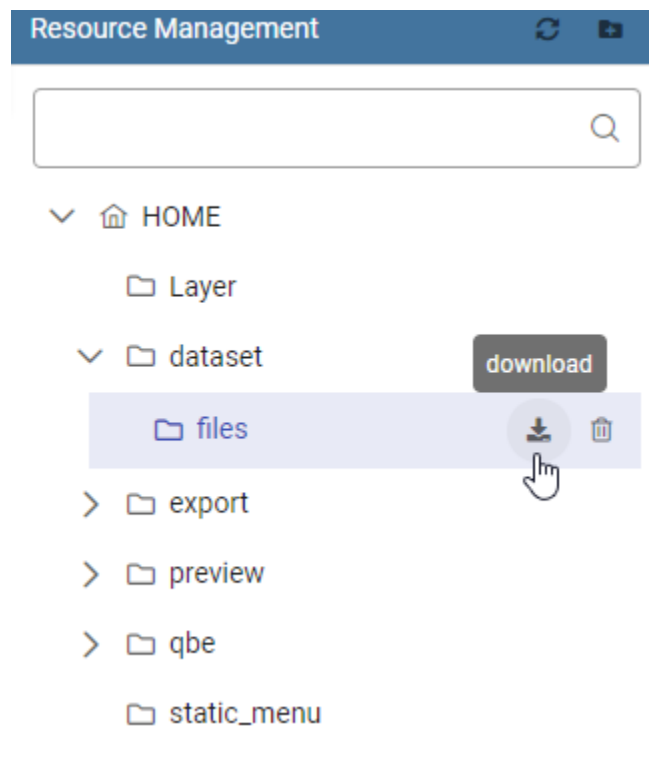 Resource Management
HOME
Layer
dataset
download
files
export
preview
qbe
static_menu